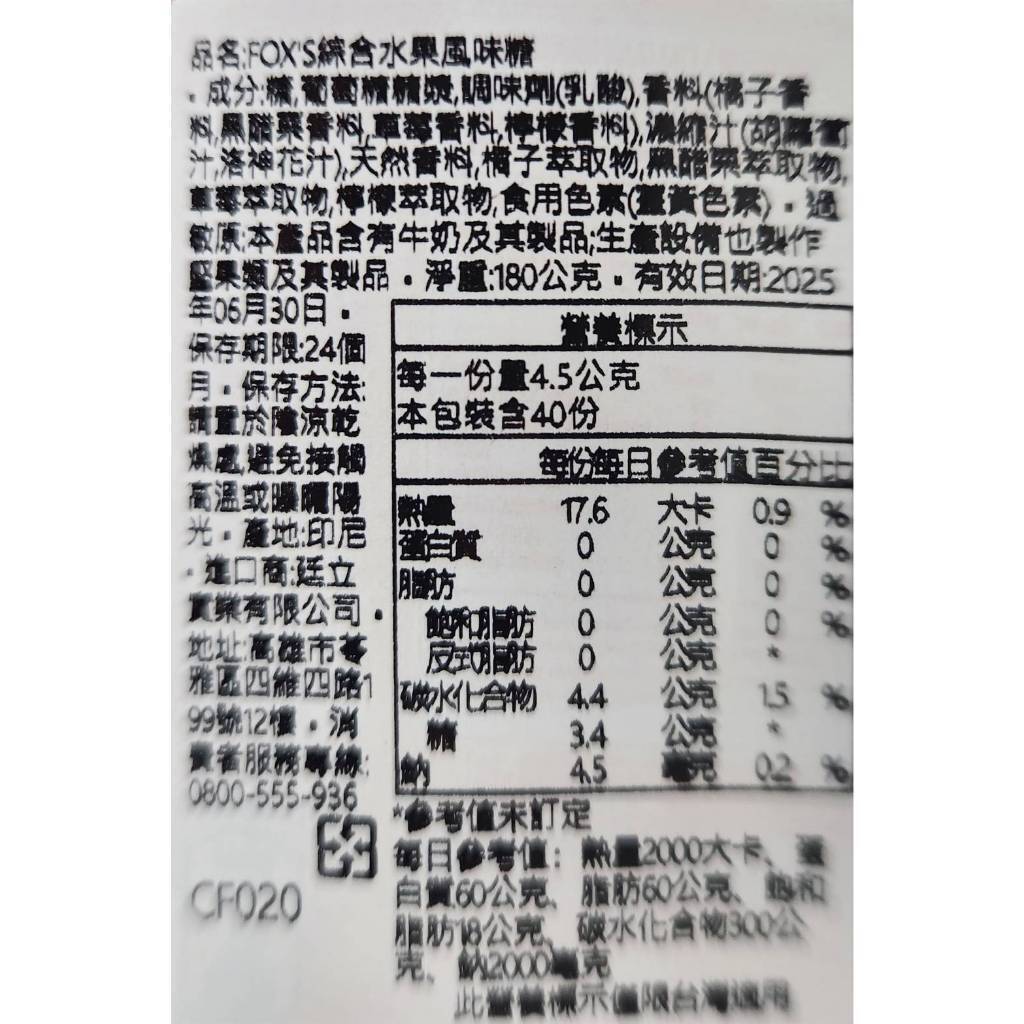 品名:FOX'S綜合水果風味糖
·成分:糖,葡萄糖糖漿,調味劑(乳酸),香料(橘子香
料,黑醋栗香料,草莓香料,檸檬香料),濃縮汁(胡蘿蔔
汁,洛神花汁),天然香料,橘子萃取物,黑醋栗萃取物,
草莓萃取物,檸檬萃取物,食用色素(薑黃色素)·過
敏原:本產品含有牛奶及其製品;生產設備也製作
堅果類及其製品·淨重:180公克·有效日期:2025
年06月30日·
保存期限:24個
月·保存方法:
請置於陰涼乾
燥處,避免接觸
高溫或曝曬陽
光·產地:印尼
·進口商:廷立
實業有限公司·
地址:高雄市苓
雅區四維四路1
99號12樓·消
費者服務專線:
0800-555-936
CF020
營養標示
每一份量4.5公克
本包裝含40份
每份每日參考值百分比
熱量 17.6 大卡 0.9 %
蛋白質 0 公克 0 %
脂肪 0 公克 0 %
飽和脂肪 0 公克 0 %
反式脂肪 0 公克 *
碳水化合物 4.4 公克 1.5 %
糖 3.4 公克 *
鈉 4.5 毫克 0.2 %
*參考值未訂定
每日參考值：熱量2000大卡、蛋
白質60公克、脂肪60公克、飽和
脂肪18公克、碳水化合物300公
克、鈉2000毫克
此營養標示僅限台灣適用